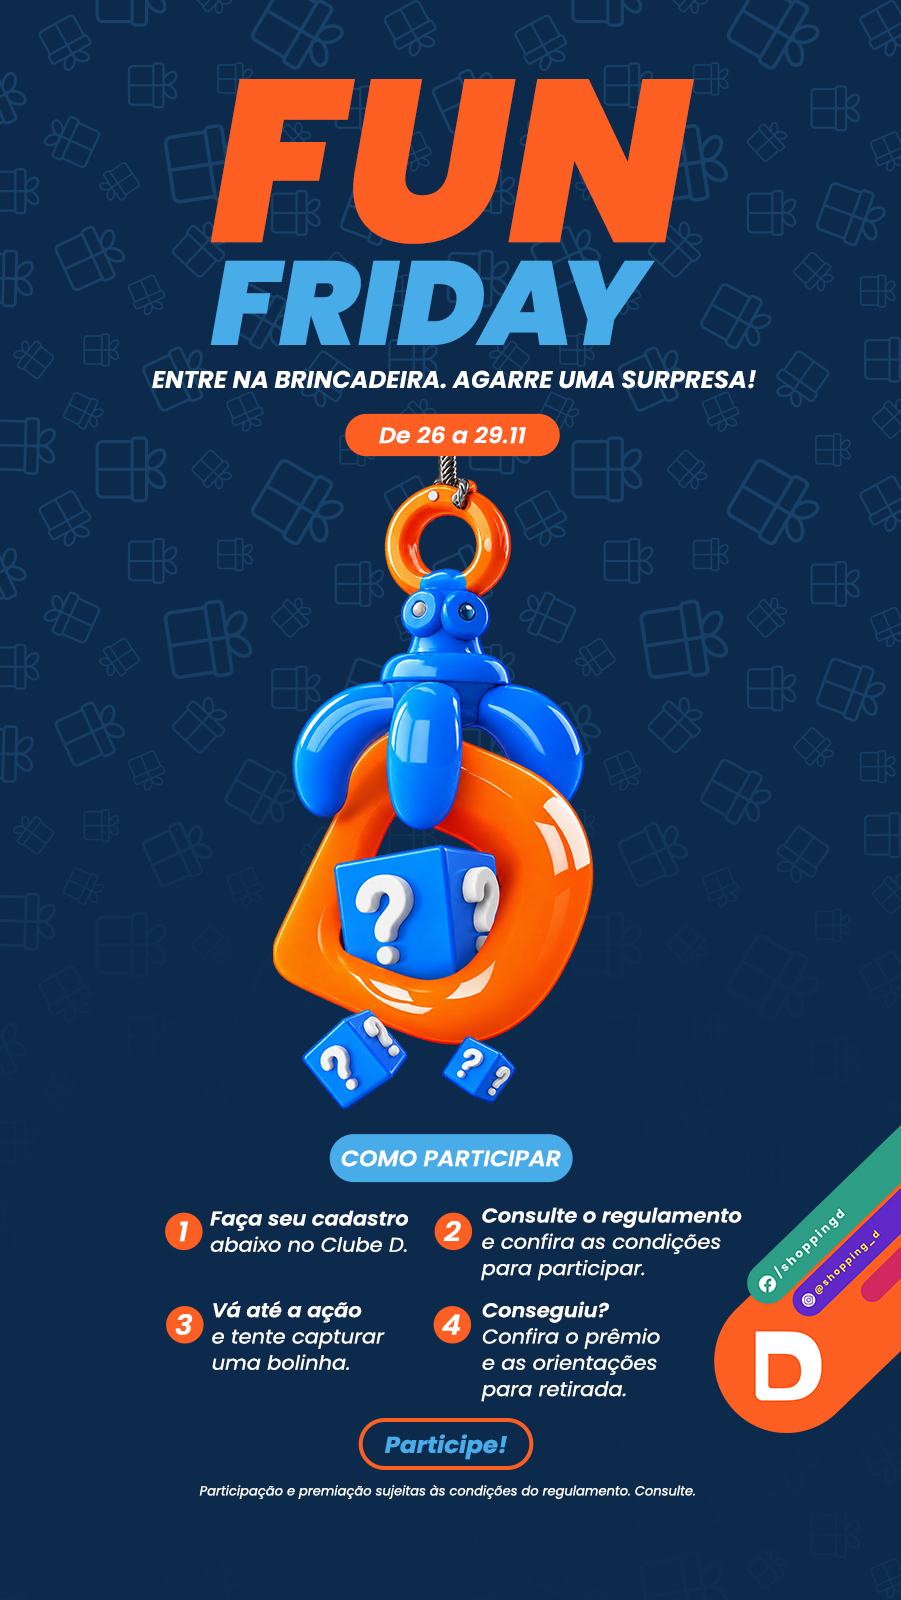 FUN
FRIDAY
ENTRE NA BRINCADEIRA. AGARRE UMA SURPRESA!
De 26 a 29.11
? ?
? ?
? ?
COMO PARTICIPAR
1 Faça seu cadastro
abaixo no Clube D.
2 Consulte o regulamento
e confira as condições
para participar.
3 Vá até a ação
e tente capturar
uma bolinha.
4 Conseguiu?
Confira o prêmio
e as orientações
para retirada.
/shoppingd
@shopping_d
D
Participe!
Participação e premiação sujeitas às condições do regulamento. Consulte.